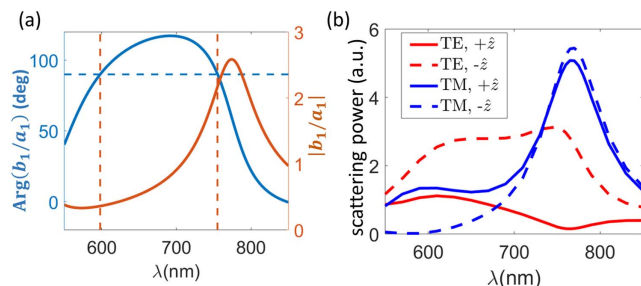 (a)
Arg(b₁/a₁) (deg)
100
50
0
3
2
1
0
|b₁/a₁|
600
700
800
λ(nm)
(b)
scattering power (a.u.)
6
4
2
0
TE, +ẑ
TE, -ẑ
TM, +ẑ
TM, -ẑ
600
700
800
λ(nm)